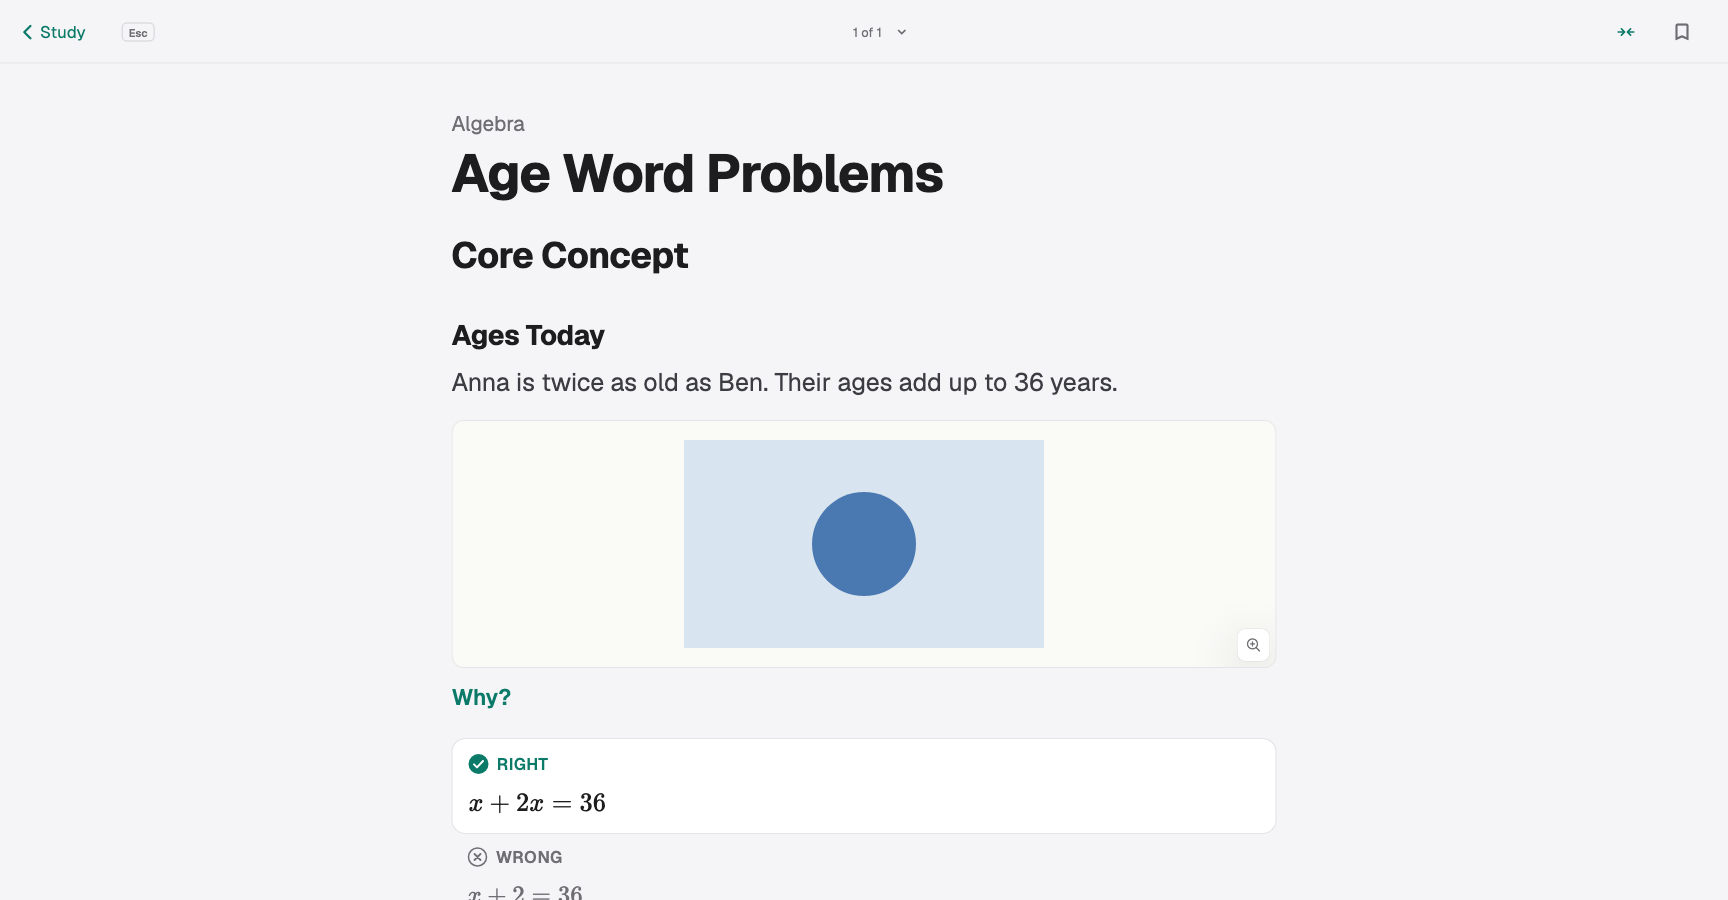 Study
Esc
1 of 1
Algebra
Age Word Problems
Core Concept
Ages Today
Anna is twice as old as Ben. Their ages add up to 36 years.
Why?
RIGHT
x + 2x = 36
WRONG
x + 2 = 36